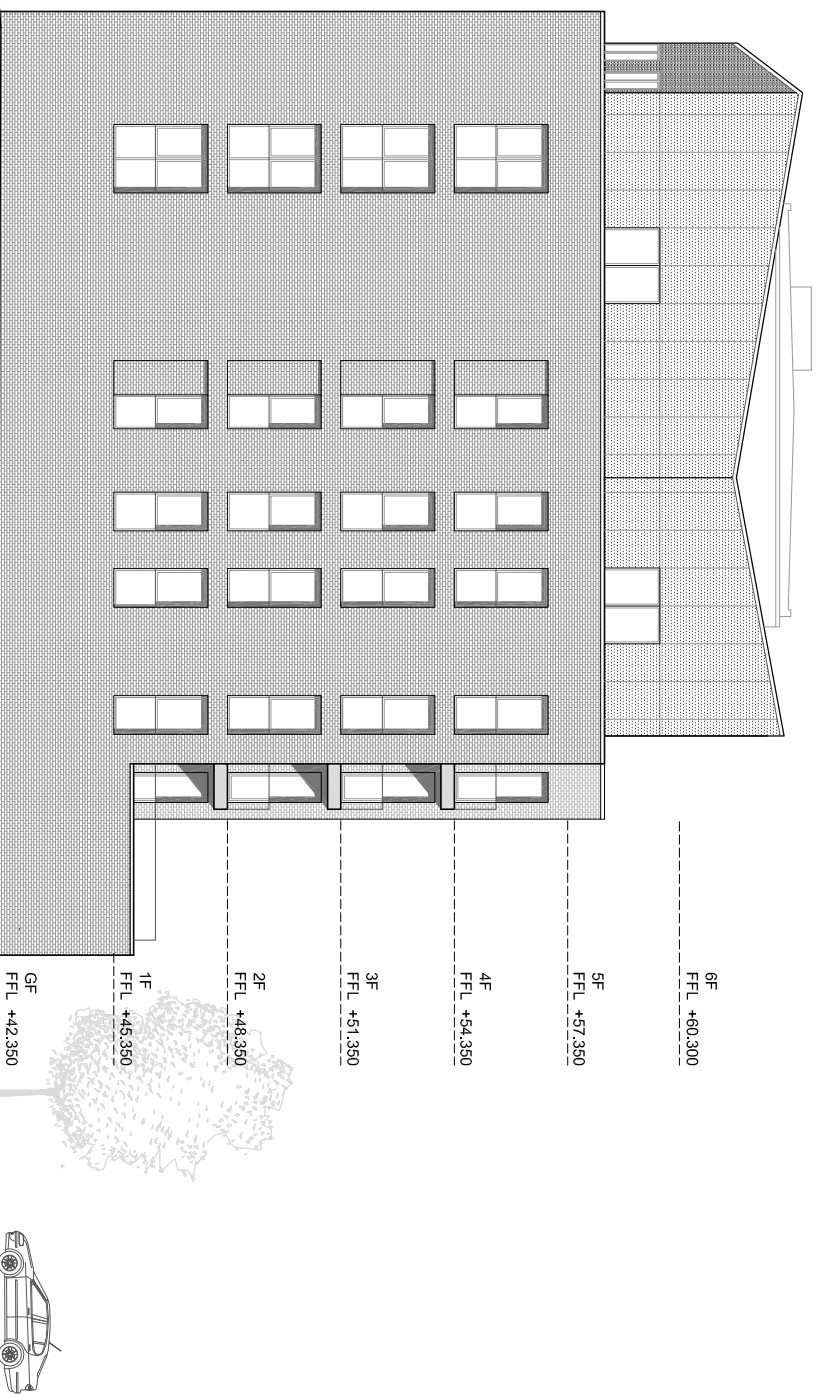 6F
FFL +60.300
5F
FFL +57.350
4F
FFL +54.350
3F
FFL +51.350
2F
FFL +48.350
1F
FFL +45.350
GF
FFL +42.350